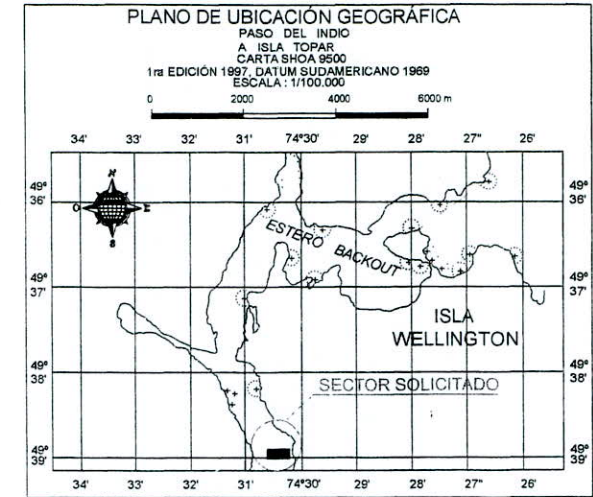 PLANO DE UBICACIÓN GEOGRÁFICA
PASO DEL INDIO
A ISLA TOPAR
CARTA SHOA 9500
1ra EDICIÓN 1997, DATUM SUDAMERICANO 1969
ESCALA : 1/100.000
0 2000 4000 6000 m
34' 33' 32' 31' 74°30' 29' 28' 27" 26'
N
O E
S
49° 36' 49° 36'
ESTERO BACKOUT
49° 37' 49° 37'
ISLA
WELLINGTON
49° 38' 49° 38'
SECTOR SOLICITADO
49° 39' 49° 39'
34' 33' 32' 31' 74°30' 29' 28' 27" 26'